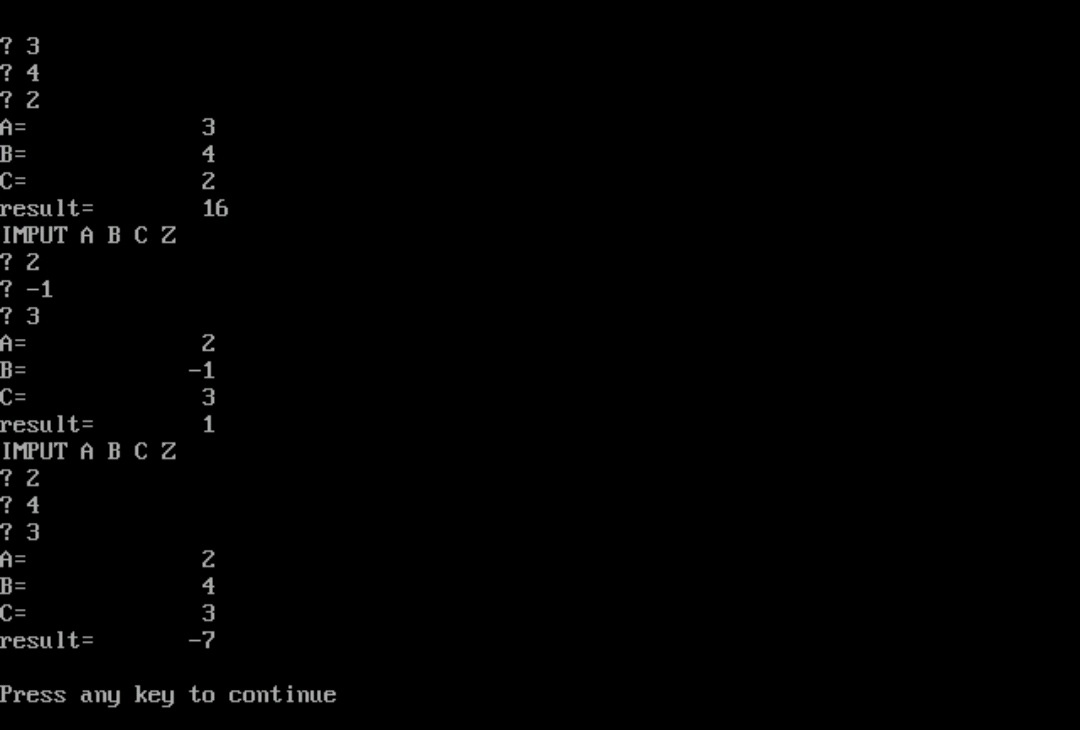 ? 3
? 4
? 2
A= 3
B= 4
C= 2
result= 16
IMPUT A B C Z
? 2
? -1
? 3
A= 2
B= -1
C= 3
result= 1
IMPUT A B C Z
? 2
? 4
? 3
A= 2
B= 4
C= 3
result= -7
Press any key to continue